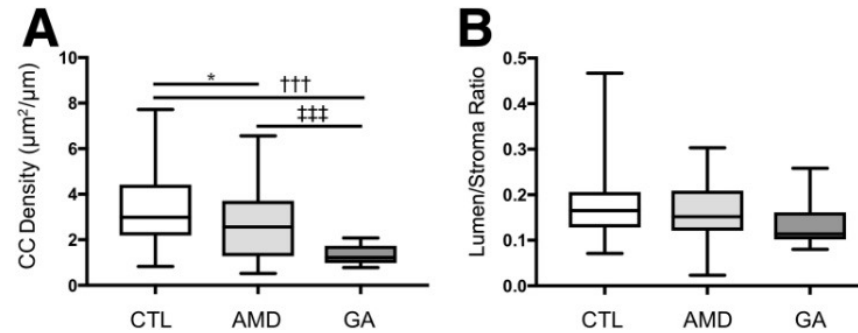 A
CC Density (µm²/µm)
10
8
6
4
2
0
*
†††
‡‡‡
CTL AMD GA
B
Lumen/Stroma Ratio
0.5
0.4
0.3
0.2
0.1
0.0
CTL AMD GA